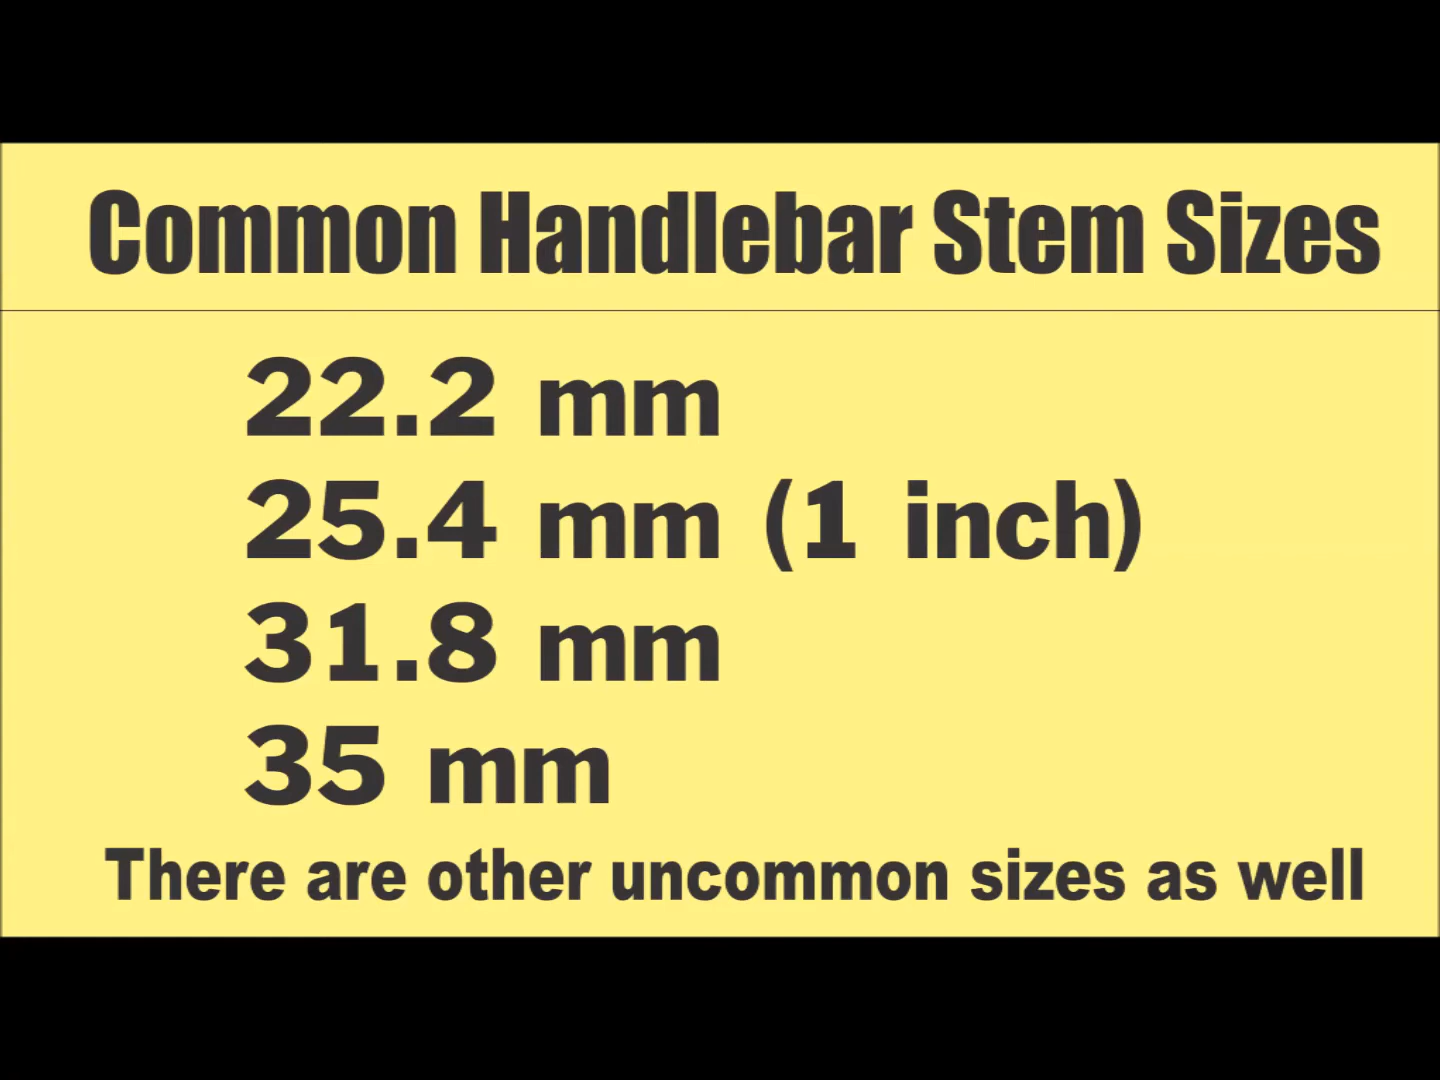 Common Handlebar Stem Sizes
22.2 mm
25.4 mm (1 inch)
31.8 mm
35 mm
There are other uncommon sizes as well